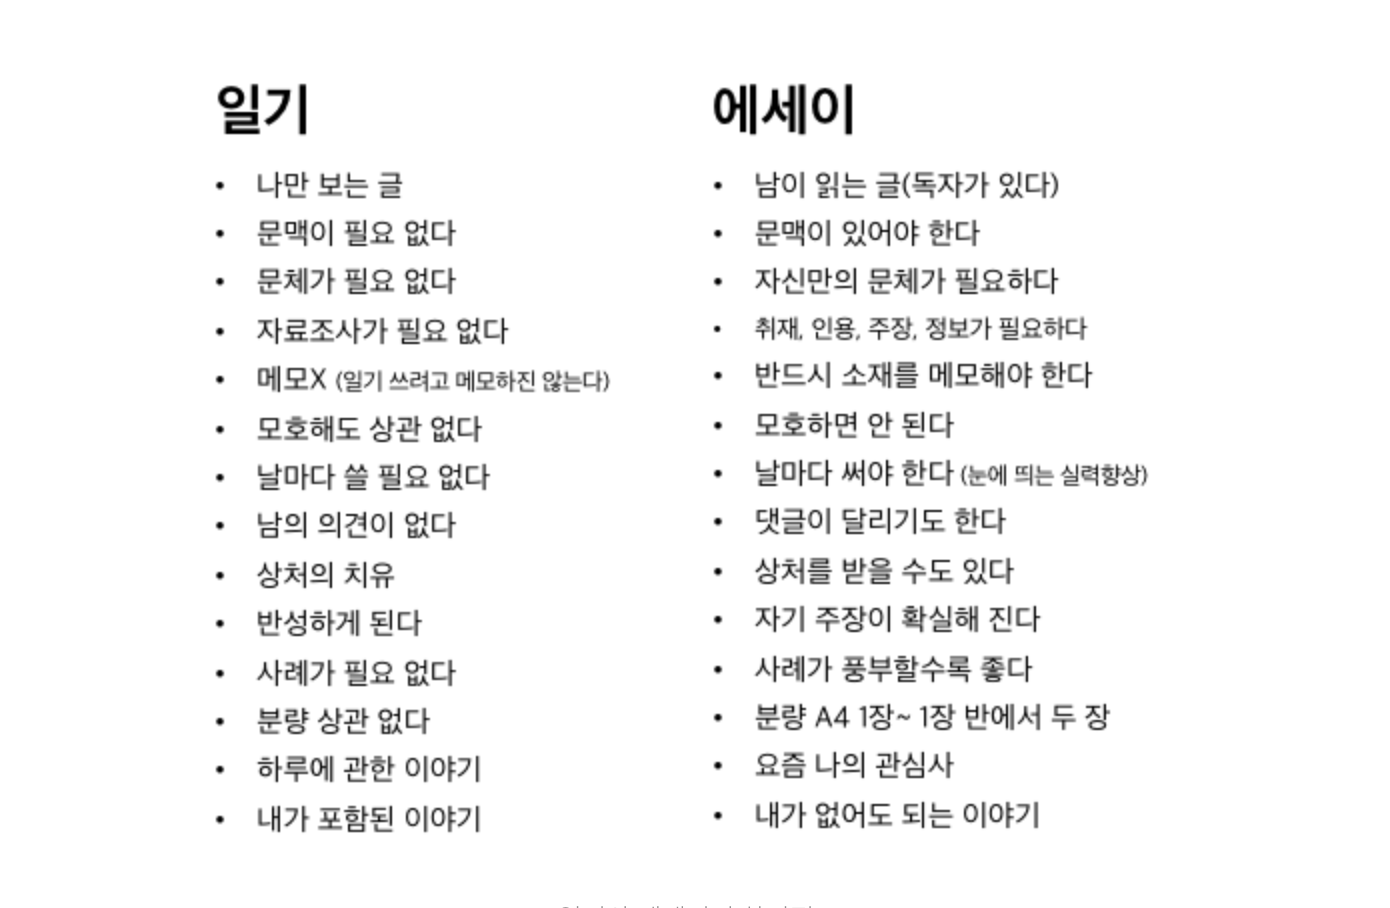 일기
나만 보는 글
문맥이 필요 없다
문체가 필요 없다
자료조사가 필요 없다
메모X (일기 쓰려고 메모하진 않는다)
모호해도 상관 없다
날마다 쓸 필요 없다
남의 의견이 없다
상처의 치유
반성하게 된다
사례가 필요 없다
분량 상관 없다
하루에 관한 이야기
내가 포함된 이야기
에세이
남이 읽는 글(독자가 있다)
문맥이 있어야 한다
자신만의 문체가 필요하다
취재, 인용, 주장, 정보가 필요하다
반드시 소재를 메모해야 한다
모호하면 안 된다
날마다 써야 한다 (눈에 띄는 실력향상)
댓글이 달리기도 한다
상처를 받을 수도 있다
자기 주장이 확실해 진다
사례가 풍부할수록 좋다
분량 A4 1장~ 1장 반에서 두 장
요즘 나의 관심사
내가 없어도 되는 이야기